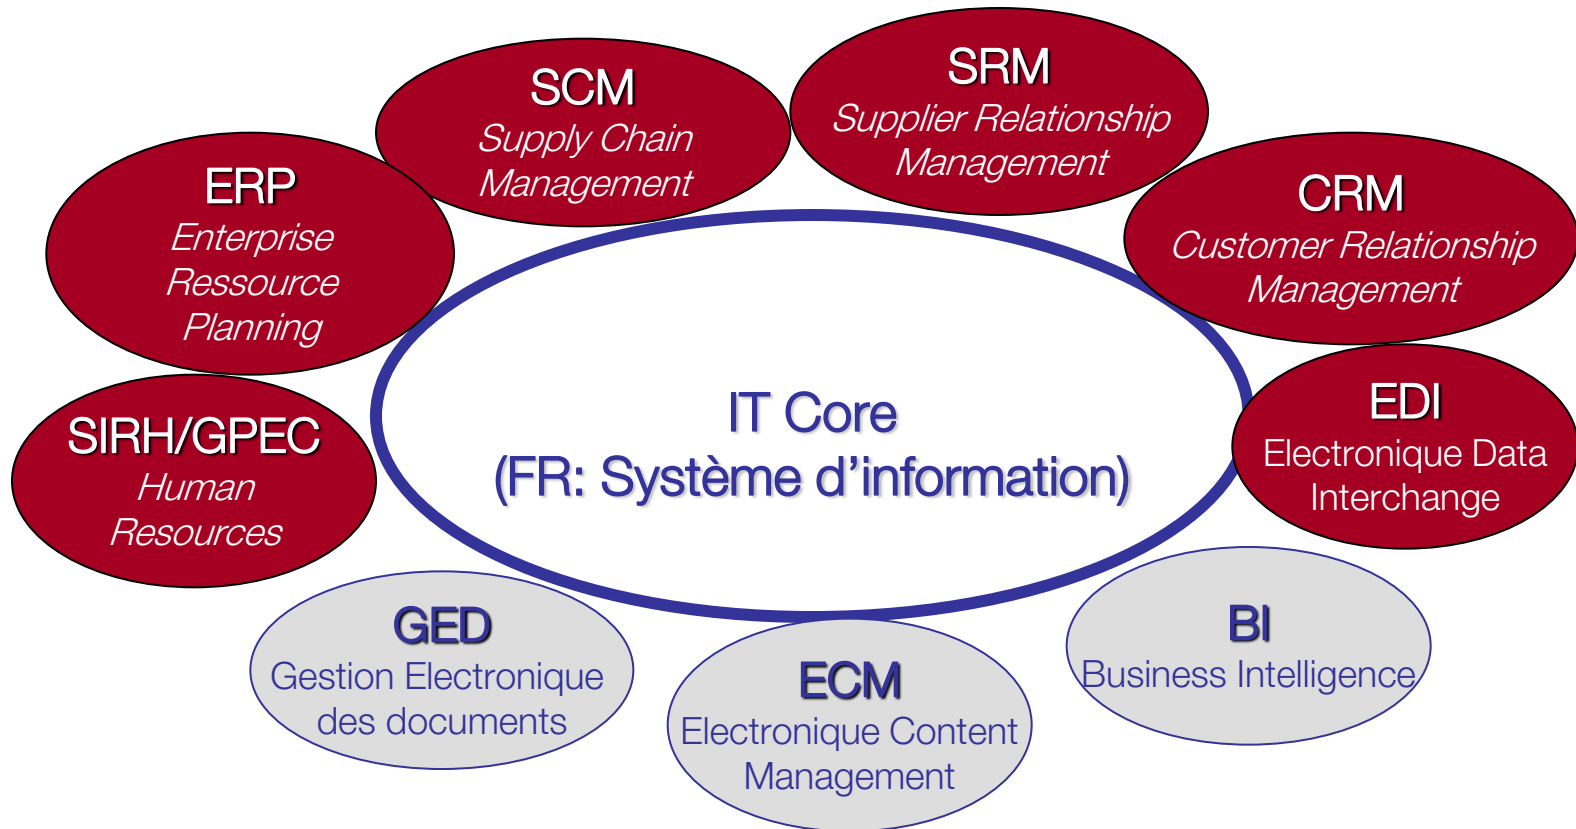 SCM
Supply Chain
Management
SRM
Supplier Relationship
Management
ERP
Enterprise
Ressource
Planning
CRM
Customer Relationship
Management
SIRH/GPEC
Human
Resources
IT Core
(FR: Système d’information)
EDI
Electronique Data
Interchange
GED
Gestion Electronique
des documents
ECM
Electronique Content
Management
BI
Business Intelligence